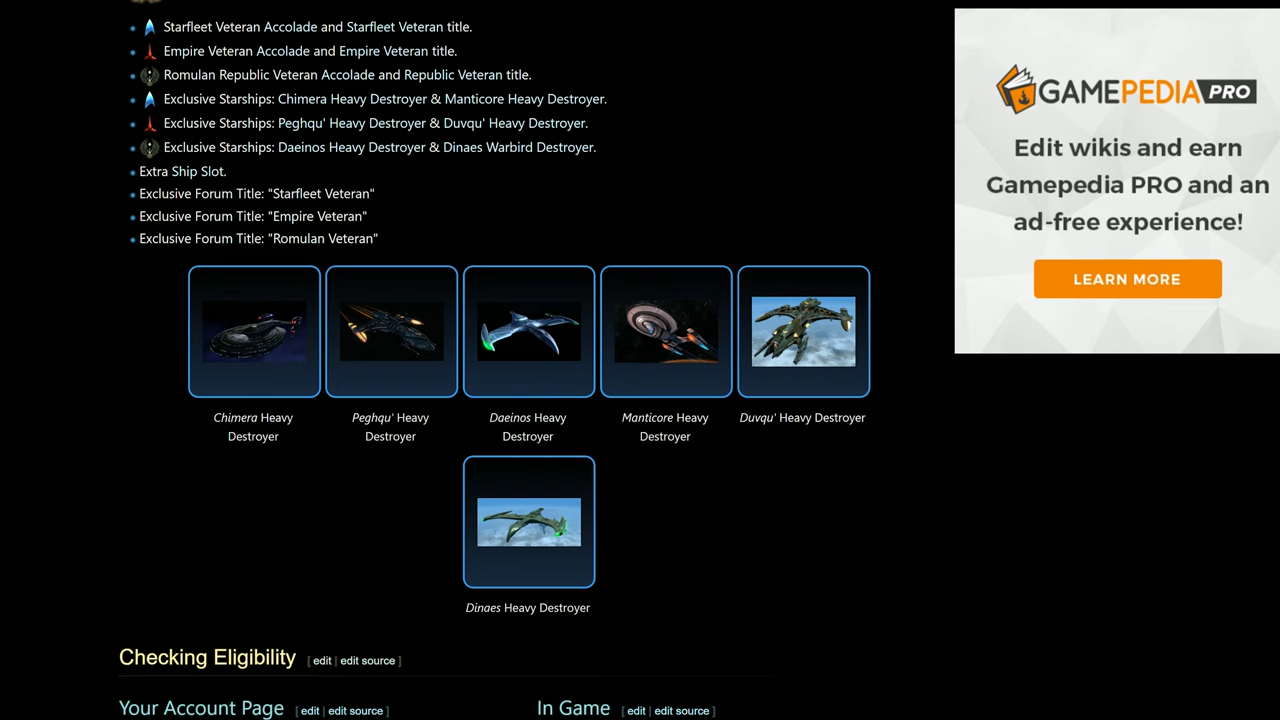 Starfleet Veteran Accolade and Starfleet Veteran title.
Empire Veteran Accolade and Empire Veteran title.
Romulan Republic Veteran Accolade and Republic Veteran title.
Exclusive Starships: Chimera Heavy Destroyer & Manticore Heavy Destroyer.
Exclusive Starships: Peghqu' Heavy Destroyer & Duvqu' Heavy Destroyer.
Exclusive Starships: Daeinos Heavy Destroyer & Dinaes Warbird Destroyer.
Extra Ship Slot.
Exclusive Forum Title: "Starfleet Veteran"
Exclusive Forum Title: "Empire Veteran"
Exclusive Forum Title: "Romulan Veteran"
Chimera Heavy
Destroyer
Peghqu' Heavy
Destroyer
Daeinos Heavy
Destroyer
Manticore Heavy
Destroyer
Duvqu' Heavy Destroyer
Dinaes Heavy Destroyer
Checking Eligibility [ edit | edit source ]
Your Account Page [ edit | edit source ]
In Game [ edit | edit source ]
GAMEPEDIA PRO
Edit wikis and earn
Gamepedia PRO and an
ad-free experience!
LEARN MORE